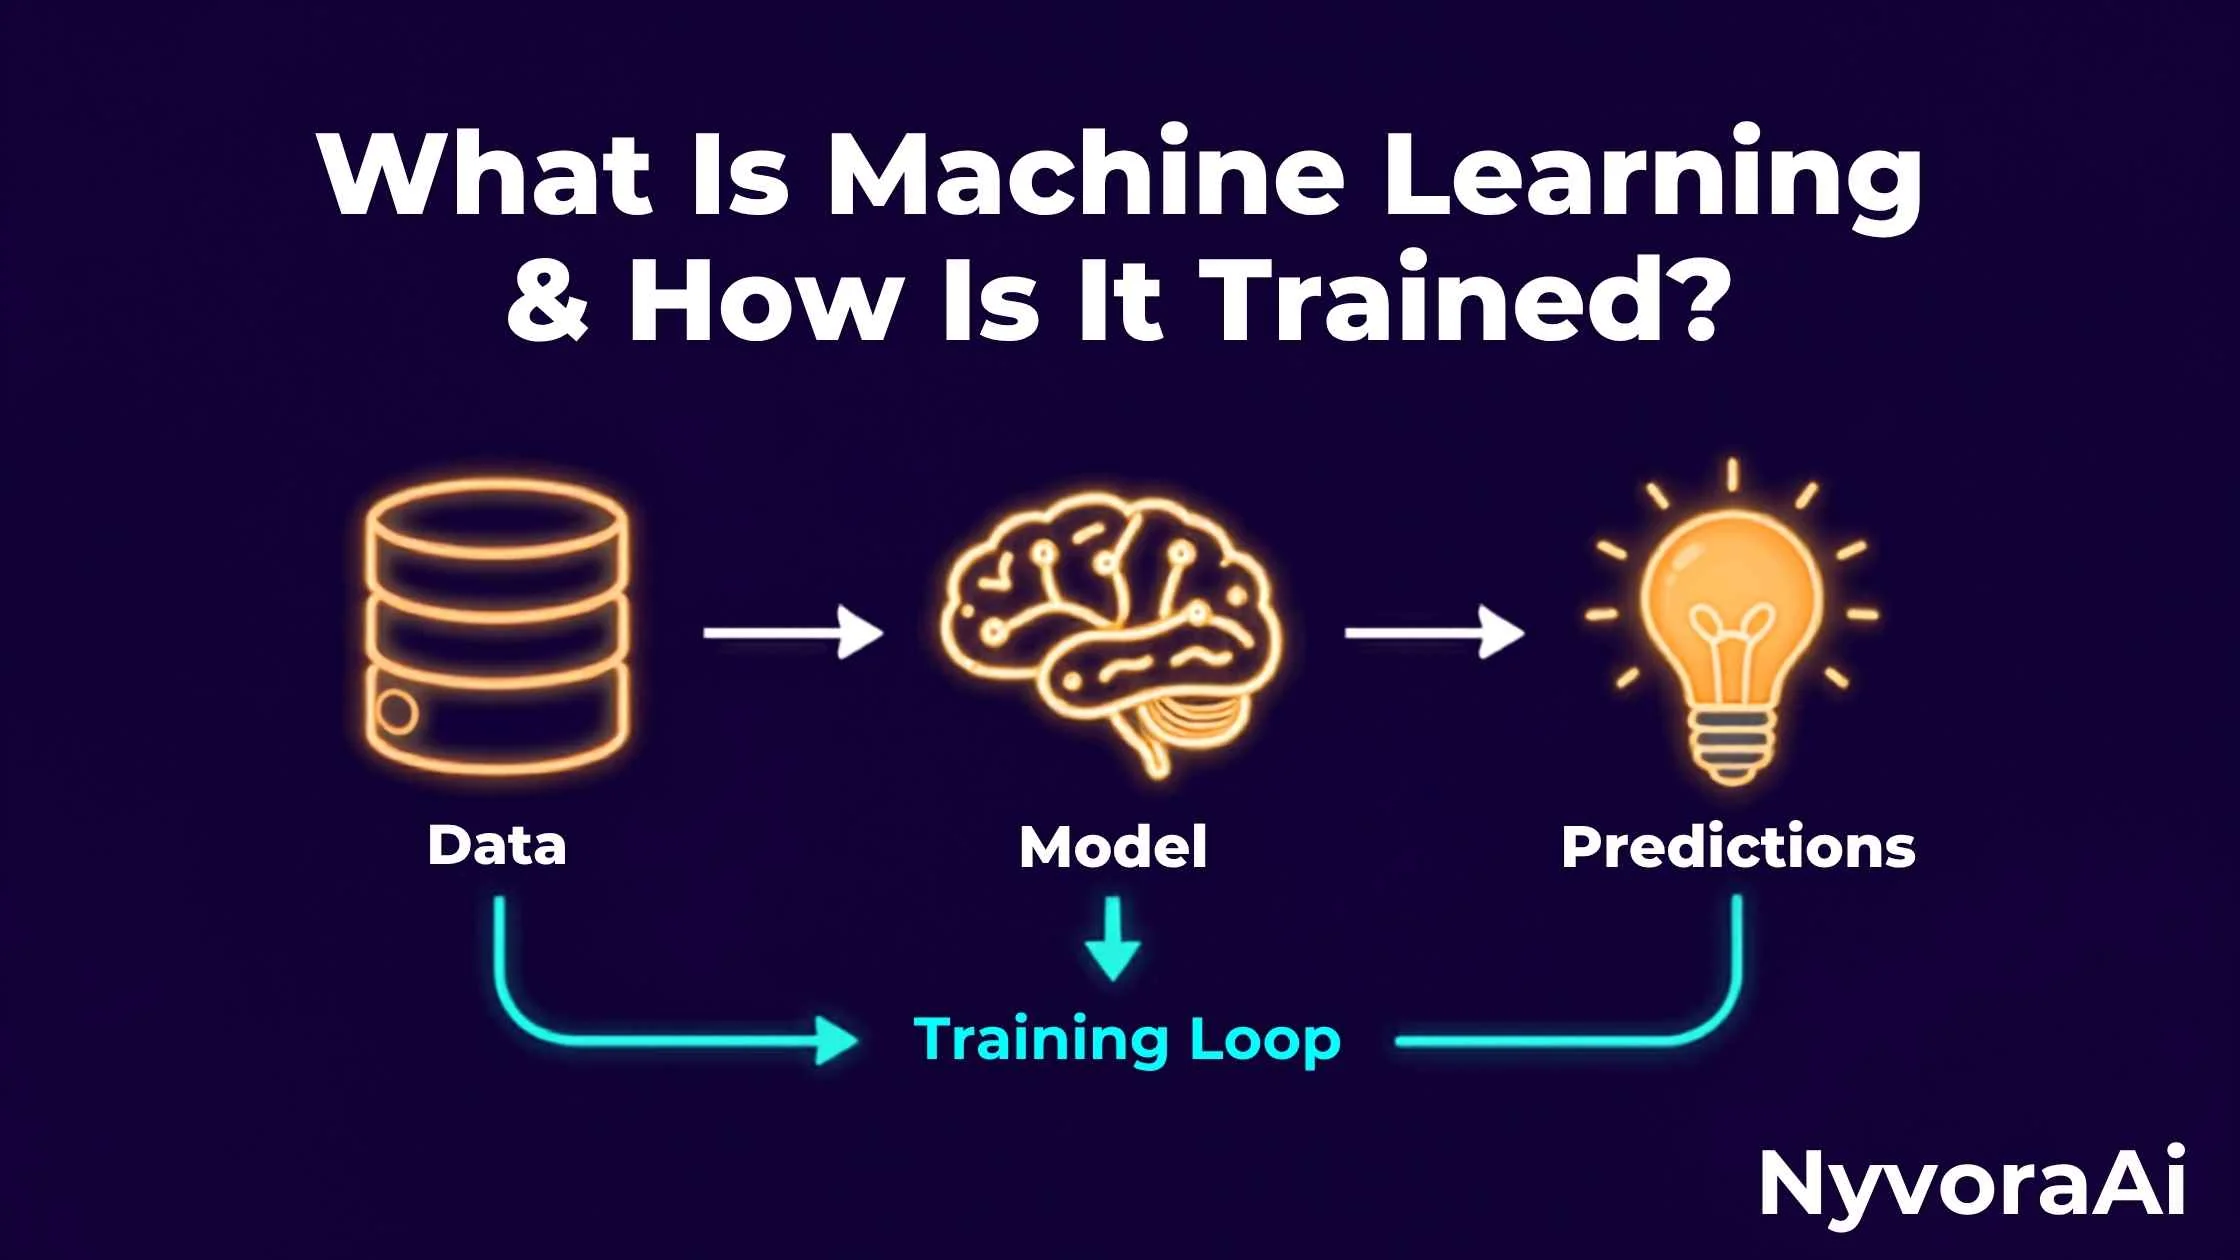 What Is Machine Learning
& How Is It Trained?
Data
Model
Predictions
Training Loop
NyvoraAi